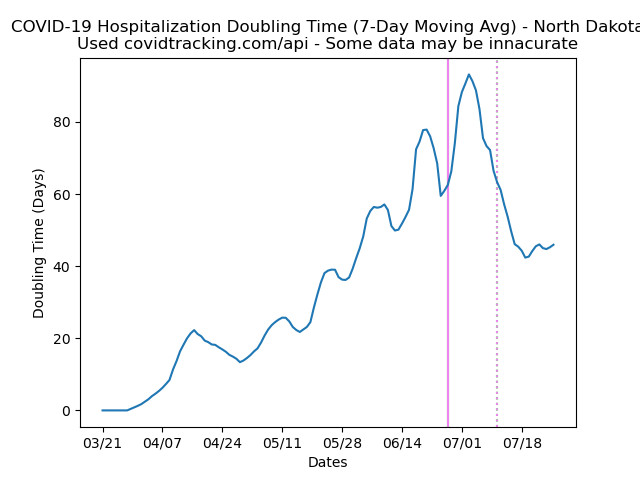 COVID-19 Hospitalization Doubling Time (7-Day Moving Avg) - North Dakota
Used covidtracking.com/api - Some data may be innacurate
80
60
40
20
0
Doubling Time (Days)
03/21 04/07 04/24 05/11 05/28 06/14 07/01 07/18
Dates